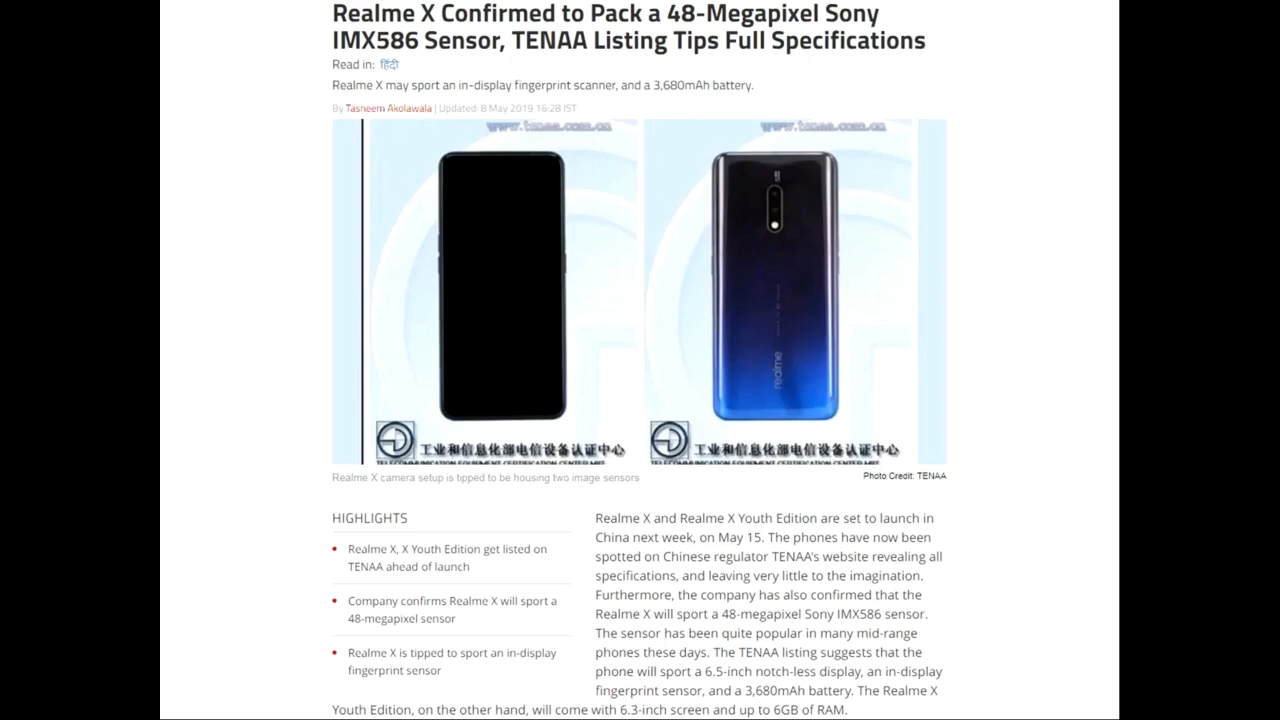 Realme X Confirmed to Pack a 48-Megapixel Sony
IMX586 Sensor, TENAA Listing Tips Full Specifications
Read in: हिंदी
Realme X may sport an in-display fingerprint scanner, and a 3,680mAh battery.
By Tasneem Akolawala | Updated: 8 May 2019 16:28 IST
www.tenaa.com.cn
www.tenaa.com.cn
realme
工业和信息化部电信设备认证中心
TELECOMMUNICATION EQUIPMENT CERTIFICATION CENTER MIIT
工业和信息化部电信设备认证中心
TELECOMMUNICATION EQUIPMENT CERTIFICATION CENTER MIIT
Realme X camera setup is tipped to be housing two image sensors
Photo Credit: TENAA
HIGHLIGHTS
Realme X, X Youth Edition get listed on
TENAA ahead of launch
Company confirms Realme X will sport a
48-megapixel sensor
Realme X is tipped to sport an in-display
fingerprint sensor
Realme X and Realme X Youth Edition are set to launch in
China next week, on May 15. The phones have now been
spotted on Chinese regulator TENAA's website revealing all
specifications, and leaving very little to the imagination.
Furthermore, the company has also confirmed that the
Realme X will sport a 48-megapixel Sony IMX586 sensor.
The sensor has been quite popular in many mid-range
phones these days. The TENAA listing suggests that the
phone will sport a 6.5-inch notch-less display, an in-display
fingerprint sensor, and a 3,680mAh battery. The Realme X
Youth Edition, on the other hand, will come with 6.3-inch screen and up to 6GB of RAM.